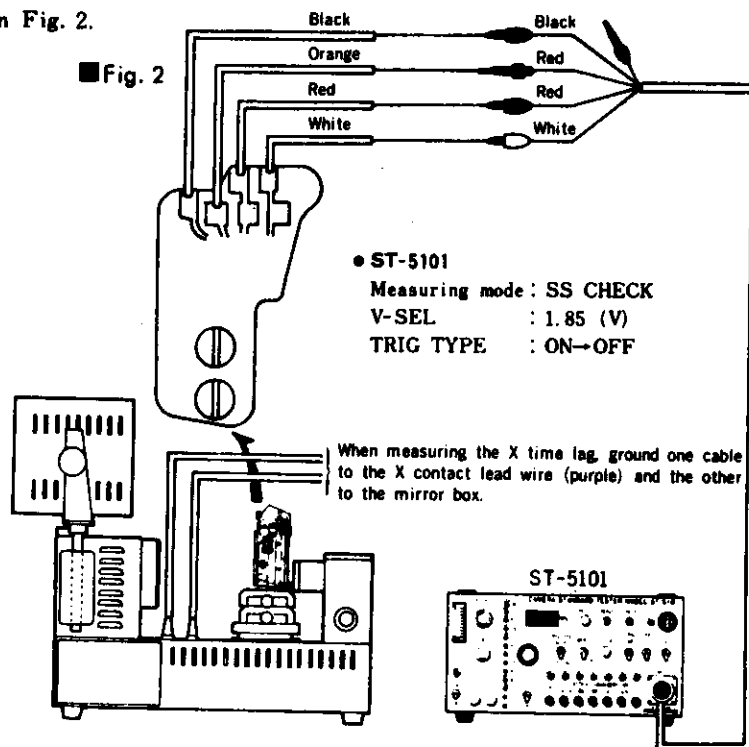 n Fig. 2.
■Fig. 2
Black
Black
Orange
Red
Red
Red
White
White
● ST-5101
Measuring mode : SS CHECK
V-SEL : 1.85 (V)
TRIG TYPE : ON→OFF
When measuring the X time lag, ground one cable
to the X contact lead wire (purple) and the other
to the mirror box.
ST-5101